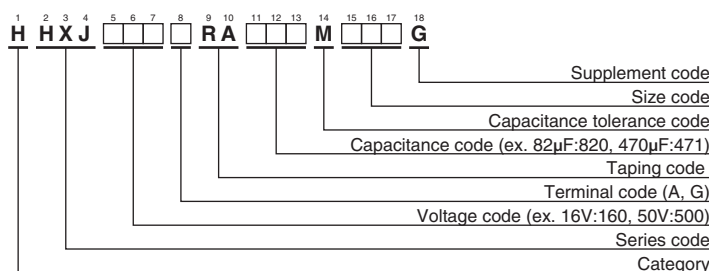 1 2 3 4 5 6 7 8 9 10 11 12 13 14 15 16 17 18
H H X J □□□ □ R A □□□ M □□□ G
Supplement code
Size code
Capacitance tolerance code
Capacitance code (ex. 82μF:820, 470μF:471)
Taping code
Terminal code (A, G)
Voltage code (ex. 16V:160, 50V:500)
Series code
Category